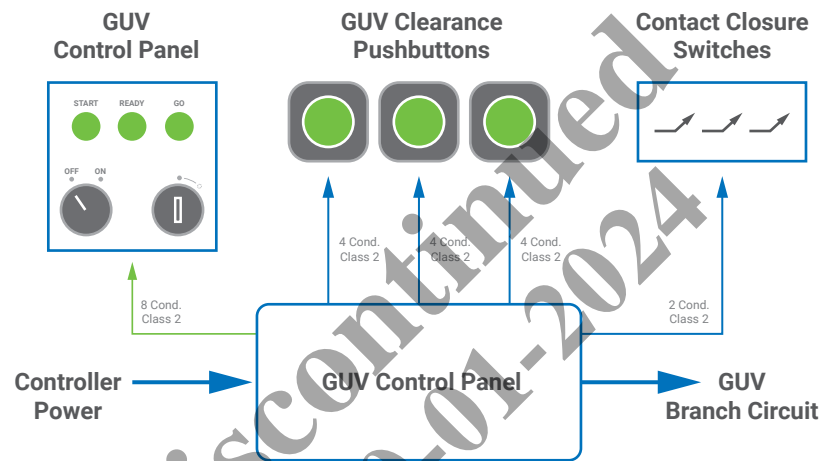 GUV
Control Panel
GUV Clearance
Pushbuttons
Contact Closure
Switches
START READY GO
OFF ON
G
4 Cond.
Class 2
4 Cond.
Class 2
4 Cond.
Class 2
8 Cond.
Class 2
2 Cond.
Class 2
Controller
Power
GUV Control Panel
GUV
Branch Circuit
iscontinued
-01-2024